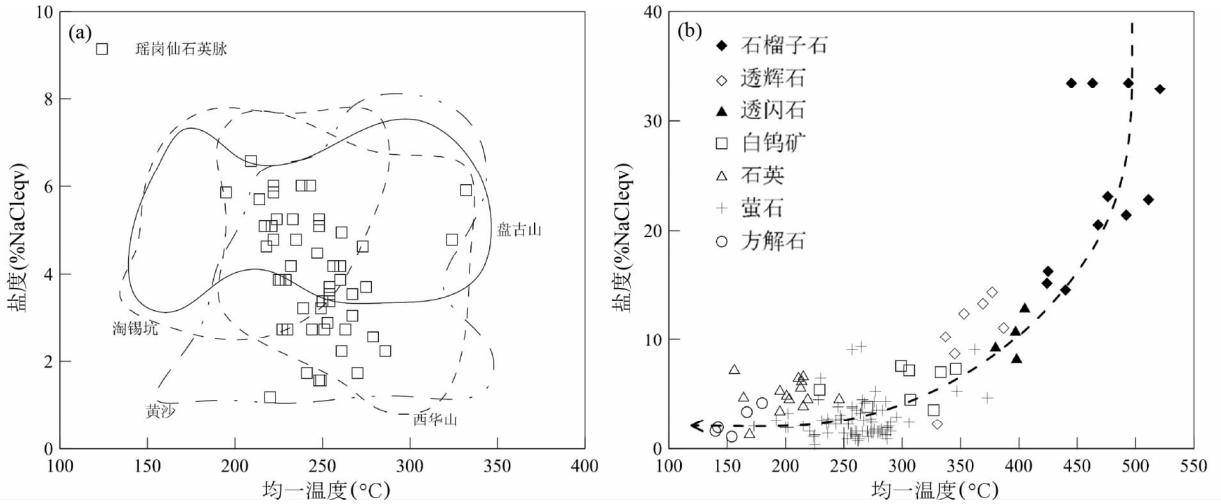 (a)
瑶岗仙石英脉
盘古山
淘锡坑
黄沙
西华山
10
8
6
4
2
0
盐度(%NaCleqv)
100 150 200 250 300 350 400
均一温度(°C)
(b)
石榴子石
透辉石
透闪石
白钨矿
石英
萤石
方解石
40
30
20
10
0
盐度(%NaCleqv)
100 150 200 250 300 350 400 450 500 550
均一温度(°C)